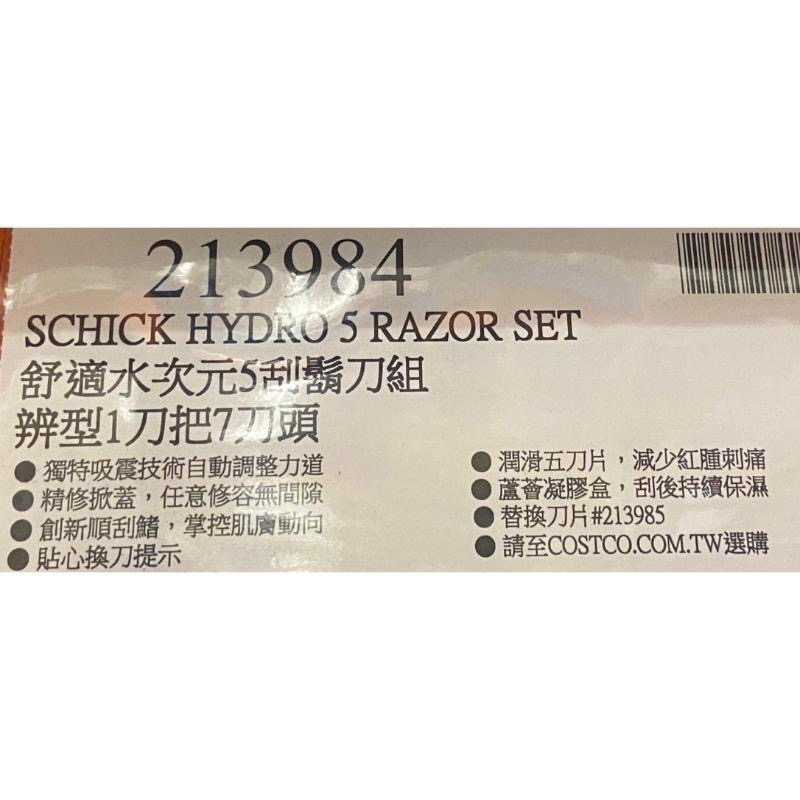 213984
SCHICK HYDRO 5 RAZOR SET
舒適水次元5刮鬍刀組
辨型1刀把7刀頭
● 獨特吸震技術自動調整力道
● 精修掀蓋，任意修容無間隙
● 創新順刮鰭，掌控肌膚動向
● 貼心換刀提示
● 潤滑五刀片，減少紅腫刺痛
● 蘆薈凝膠盒，刮後持續保濕
● 替換刀片#213985
● 請至COSTCO.COM.TW選購